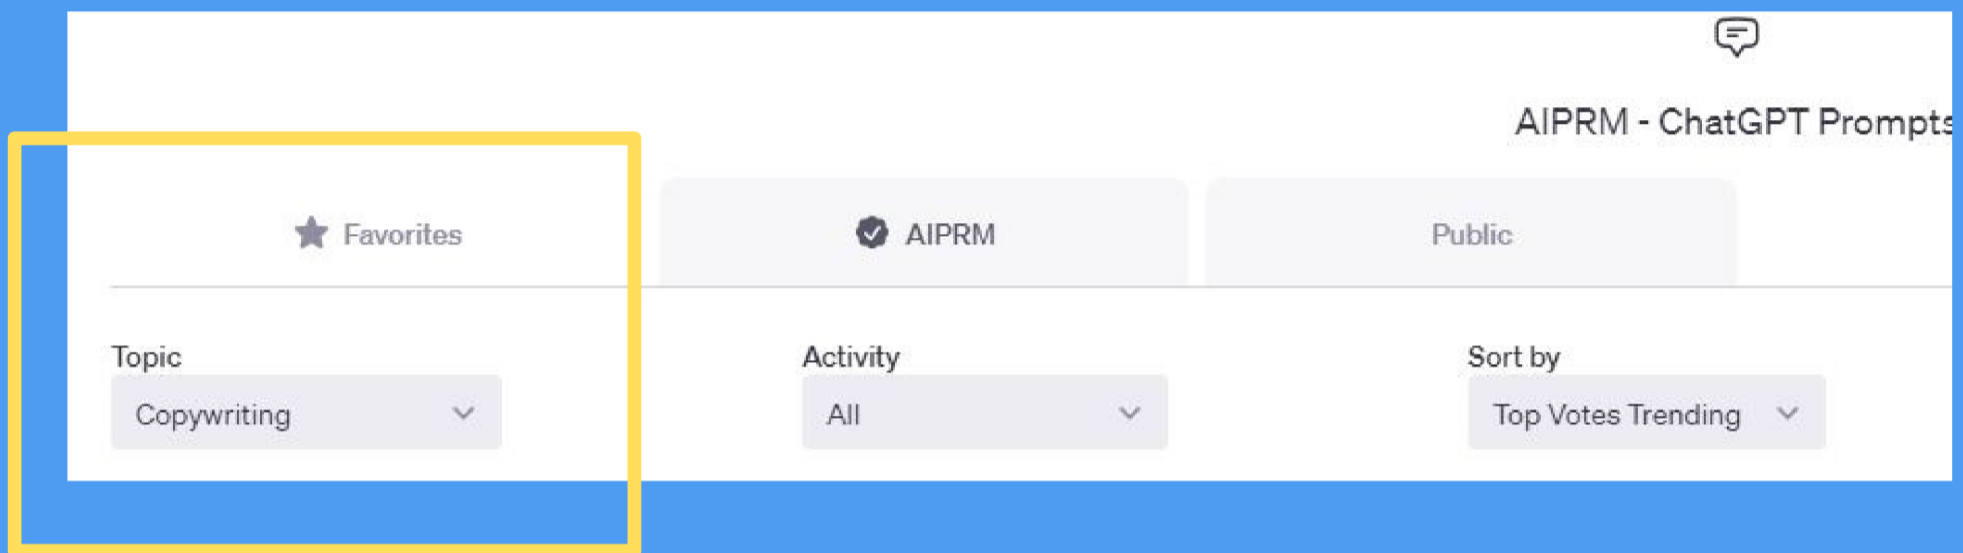 AIPRM - ChatGPT Prompts
Favorites
AIPRM
Public
Topic
Activity
Sort by
Copywriting
All
Top Votes Trending